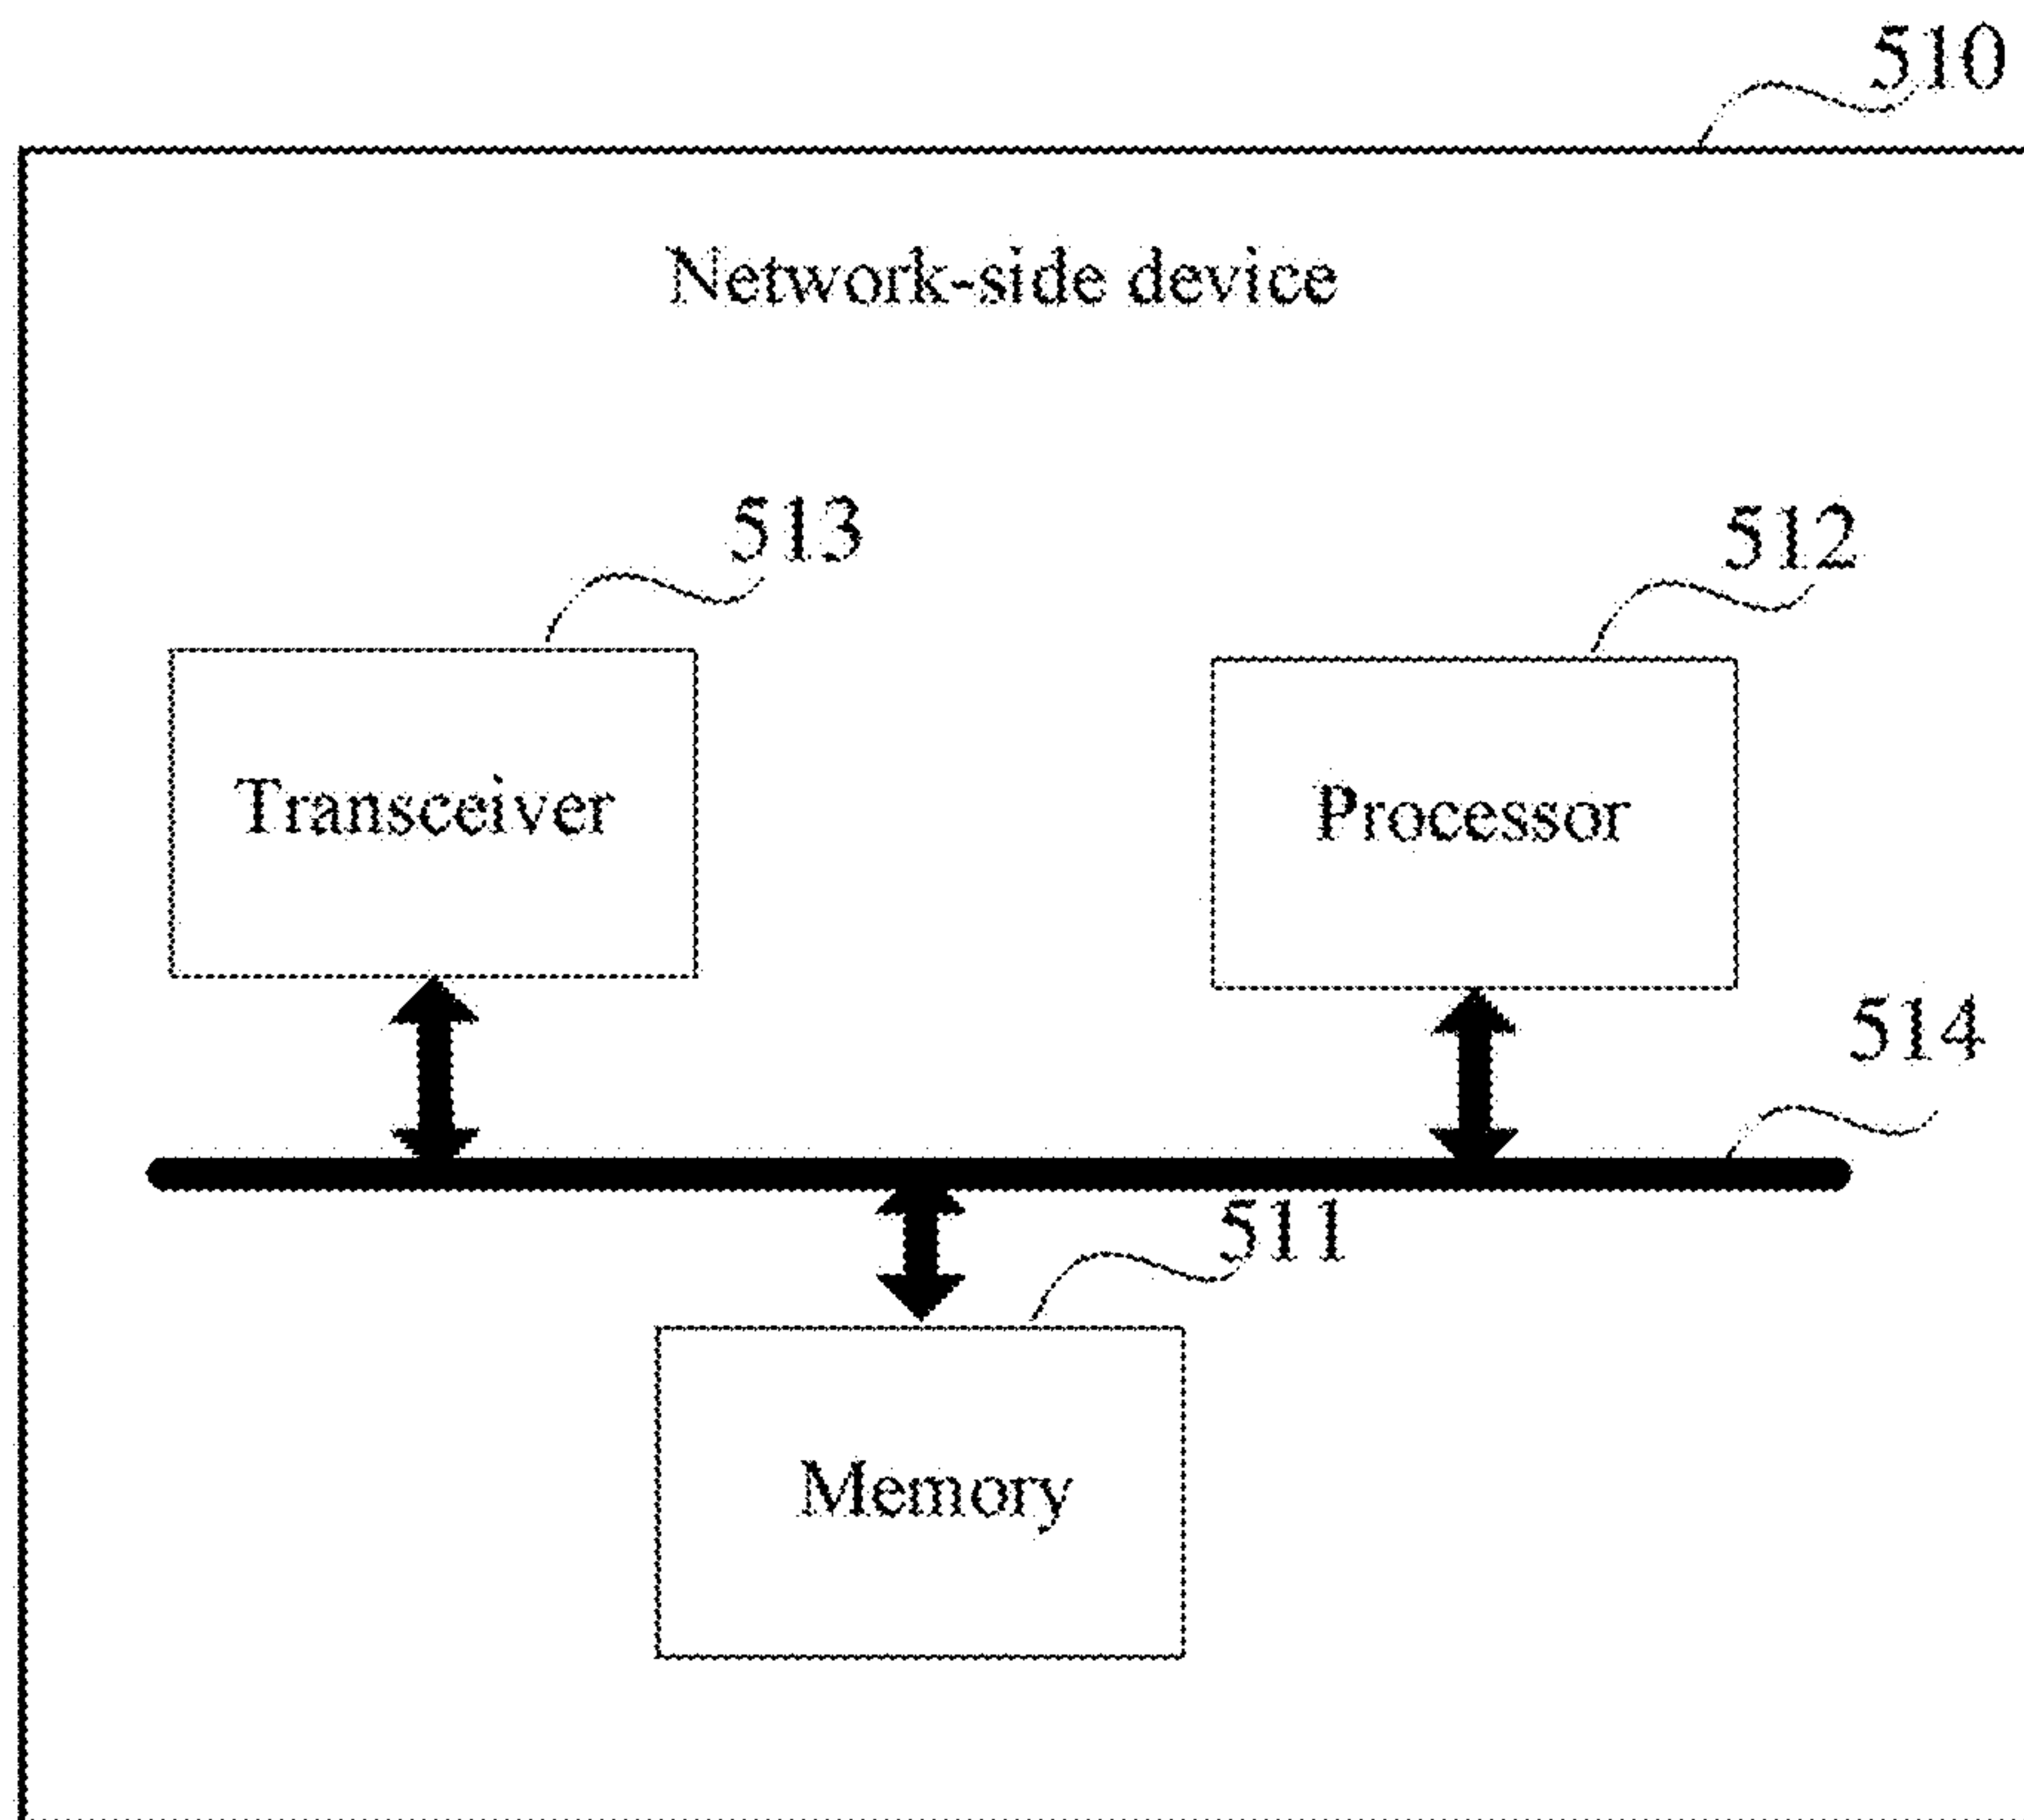 510
Network-side device
513
512
Transceiver
Processor
514
511
Memory